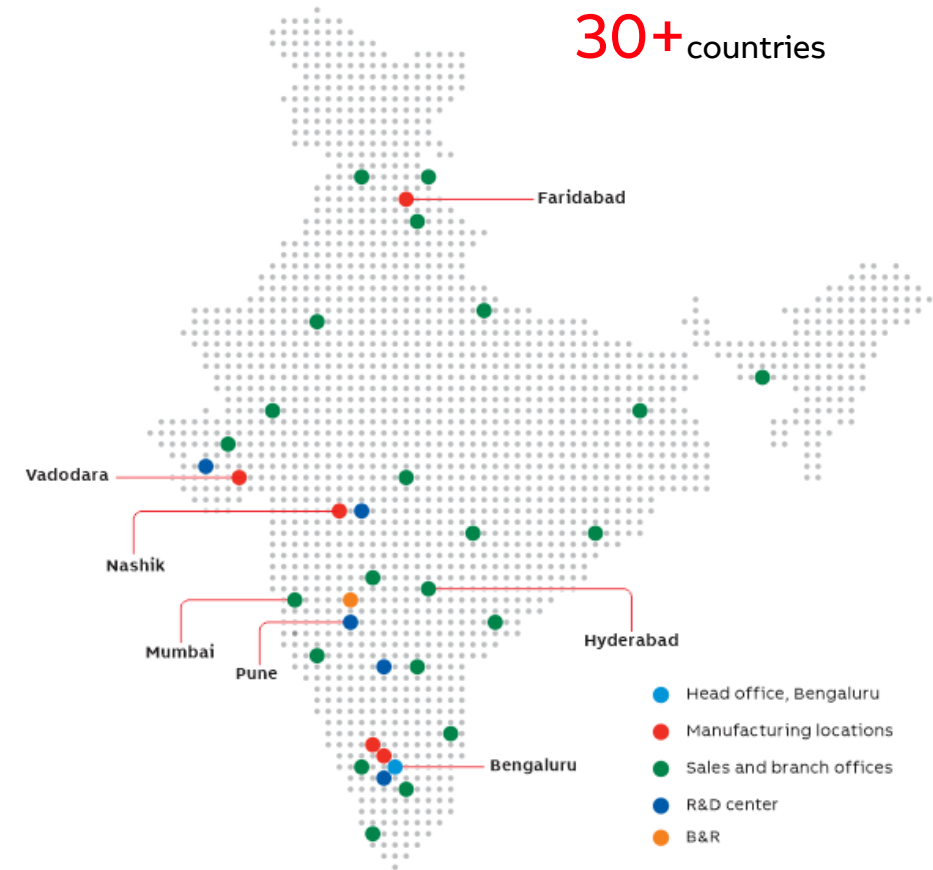 30+ countries
Faridabad
Vadodara
Nashik
Mumbai
Pune
Hyderabad
Bengaluru
Head office, Bengaluru
Manufacturing locations
Sales and branch offices
R&D center
B&R